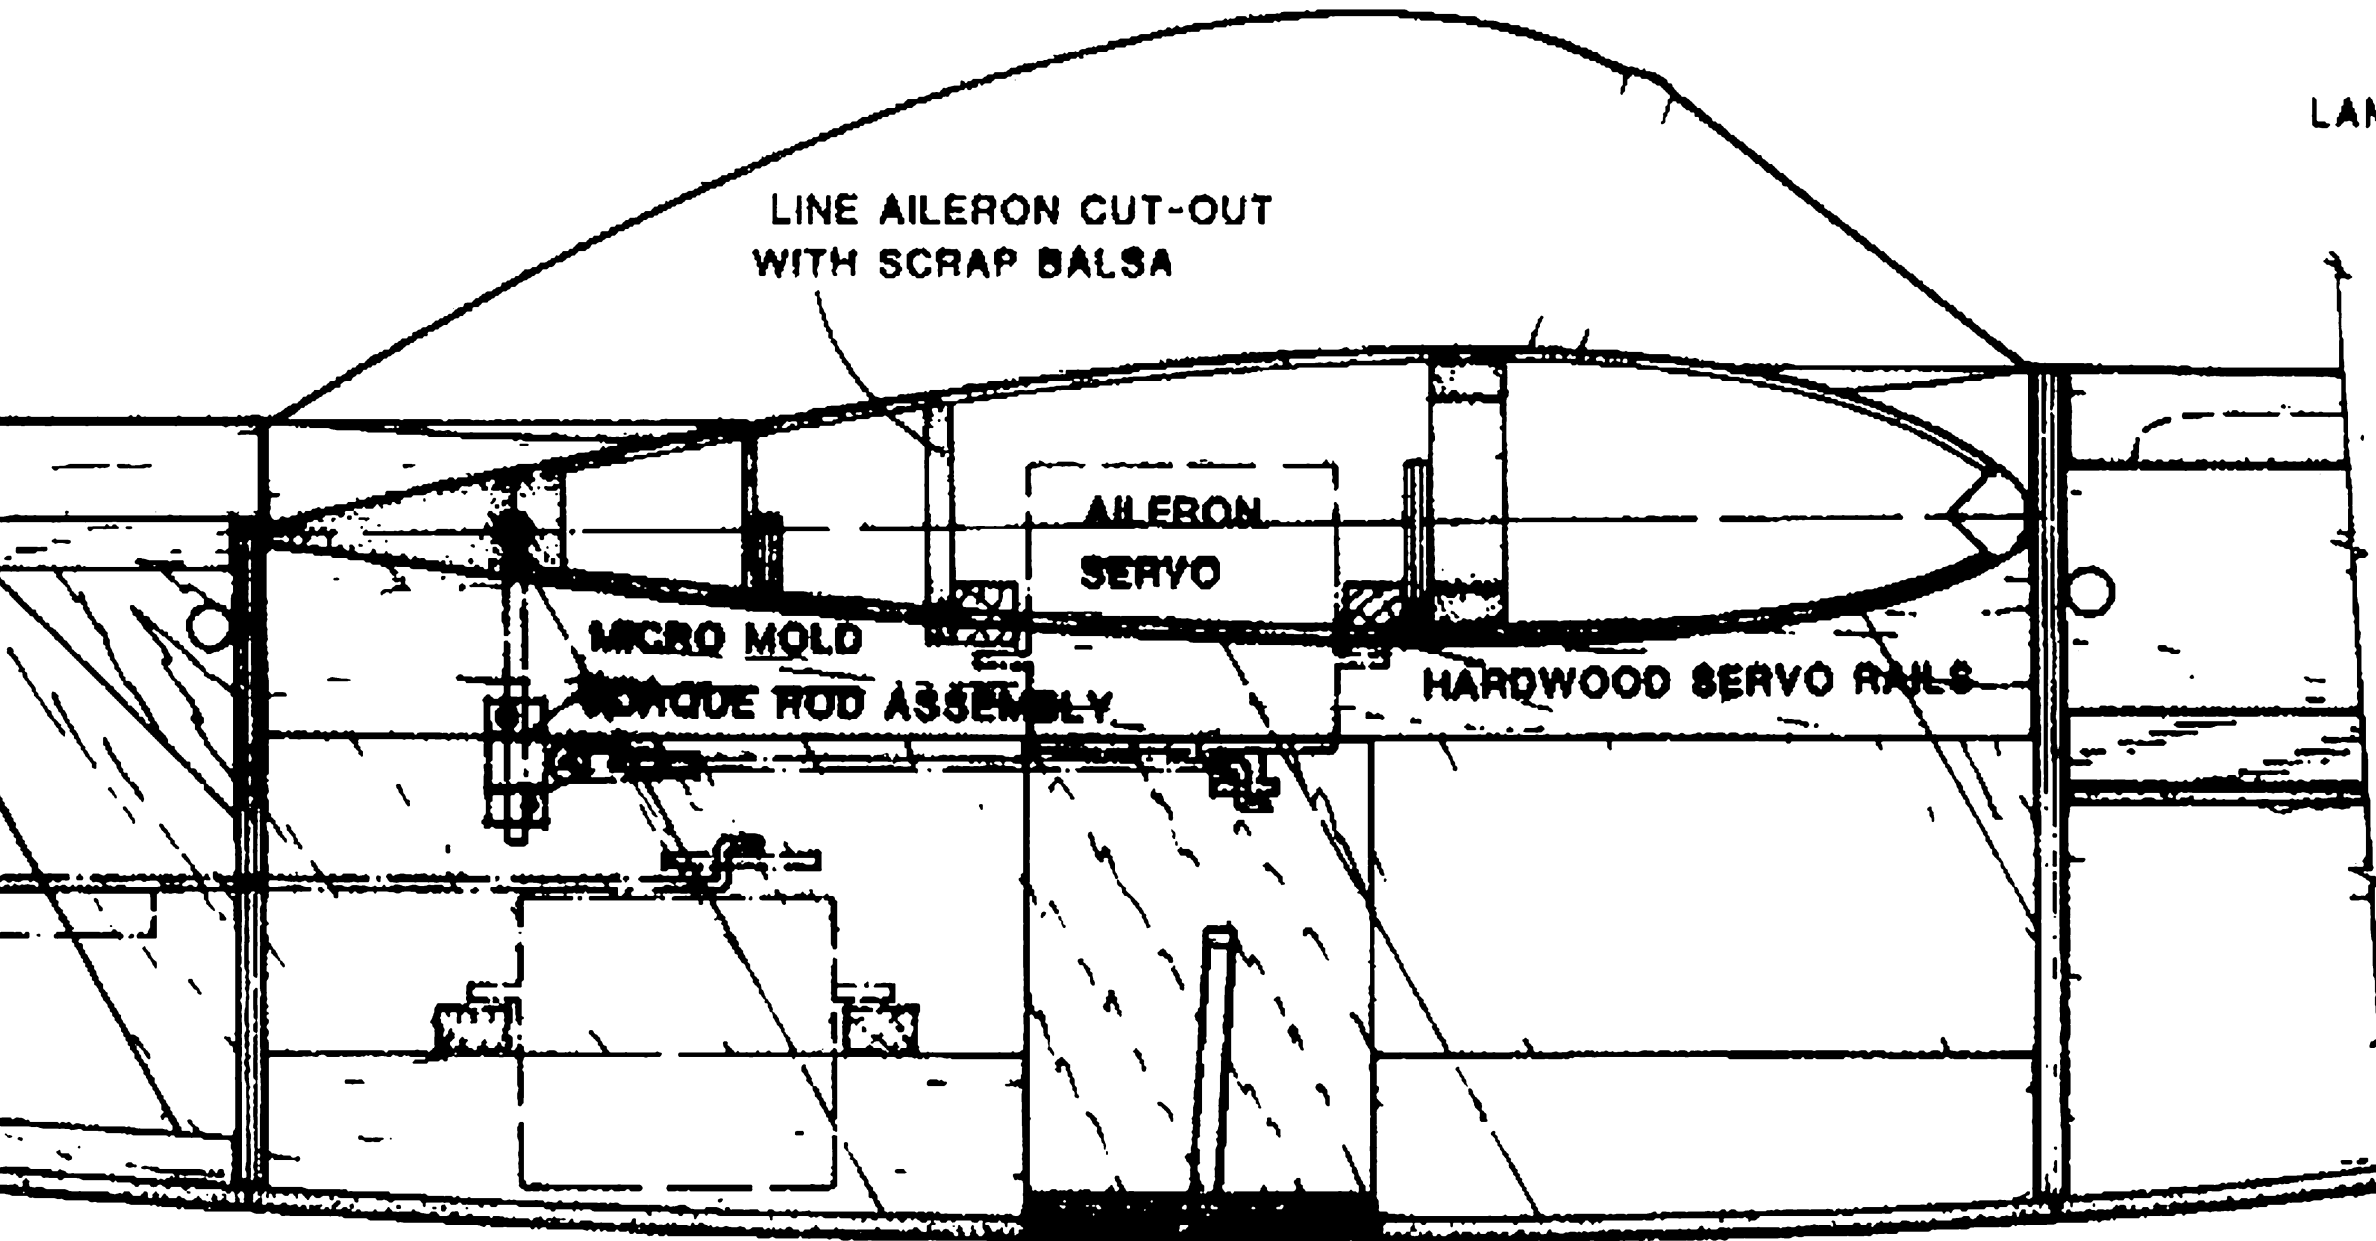 LINE AILERON CUT-OUT
WITH SCRAP BALSA
AILERON
SERVO
MICRO MOLD
TORQUE ROD ASSEMBLY
HARDWOOD SERVO RAILS